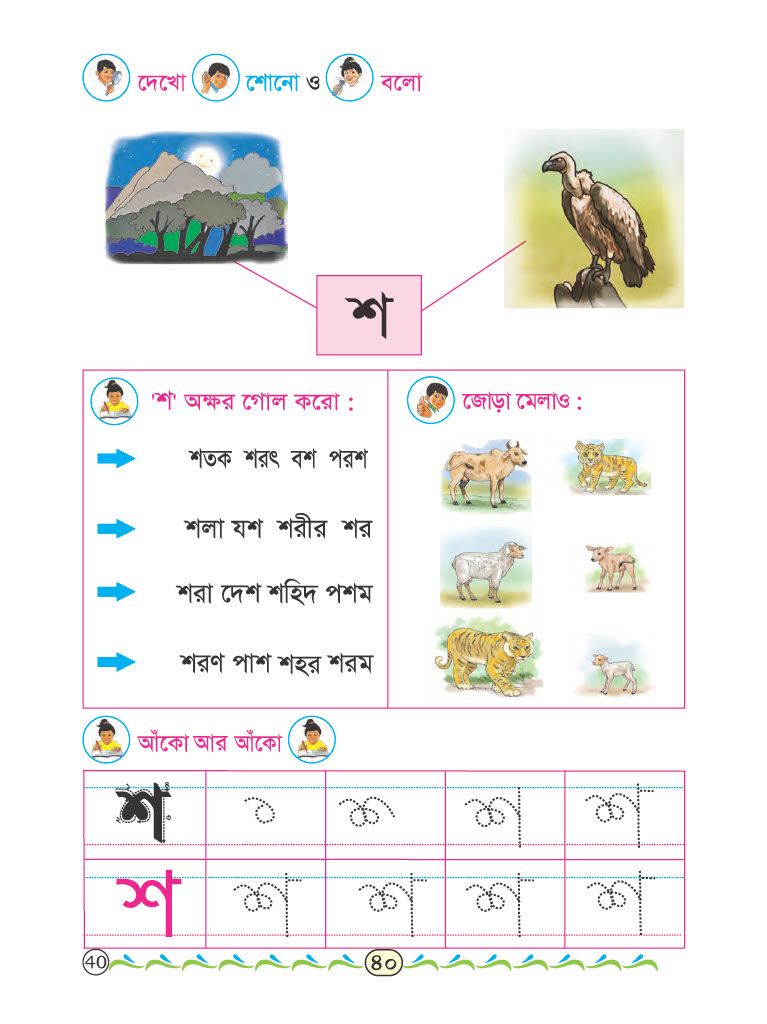 দেখো শোনো ও বলো
শ
'শ' অক্ষর গোল করো :
শতক শরৎ বশ পরশ
শলা যশ শরীর শর
শরা দেশ শহিদ পশম
শরণ পাশ শহর শরম
জোড়া মেলাও :
আঁকো আর আঁকো
শ ১ শ শ শ
শ শ শ শ শ
40 ৪০